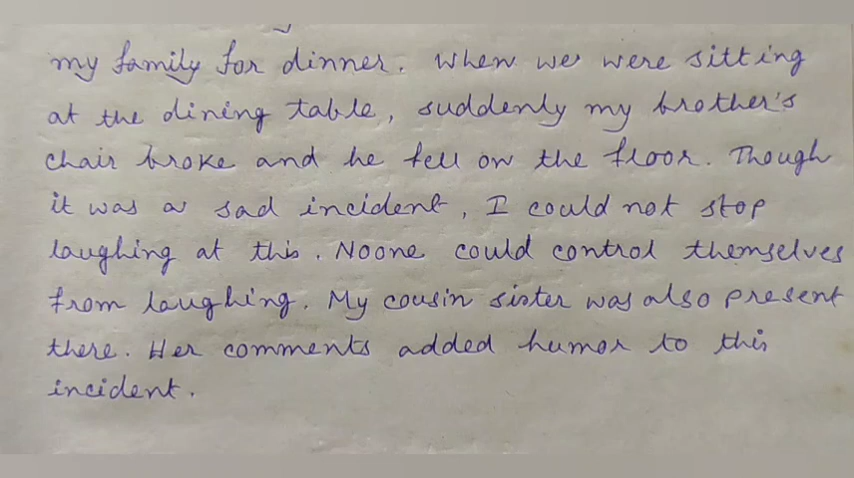 my family for dinner. When we were sitting
at the dining table, suddenly my brother's
chair broke and he fell on the floor. Though
it was a sad incident, I could not stop
laughing at this. Noone could control themselves
from laughing. My cousin sister was also present
there. Her comments added humor to this
incident.